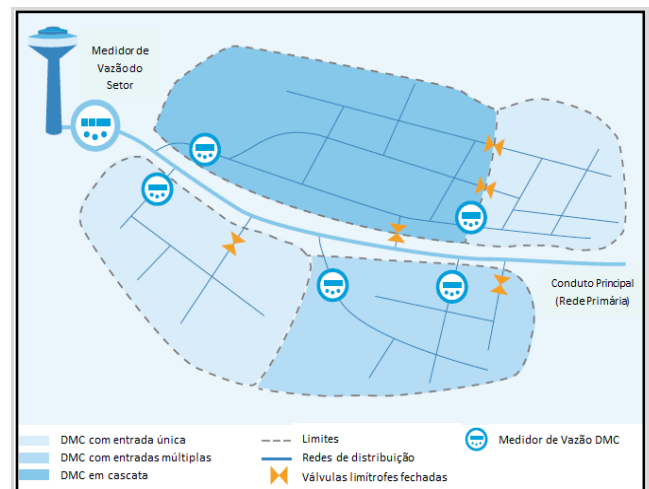 Medidor de
Vazão do
Setor
Conduto Principal
(Rede Primária)
DMC com entrada única
DMC com entradas múltiplas
DMC em cascata
Limites
Redes de distribuição
Válvulas limítrofes fechadas
Medidor de Vazão DMC